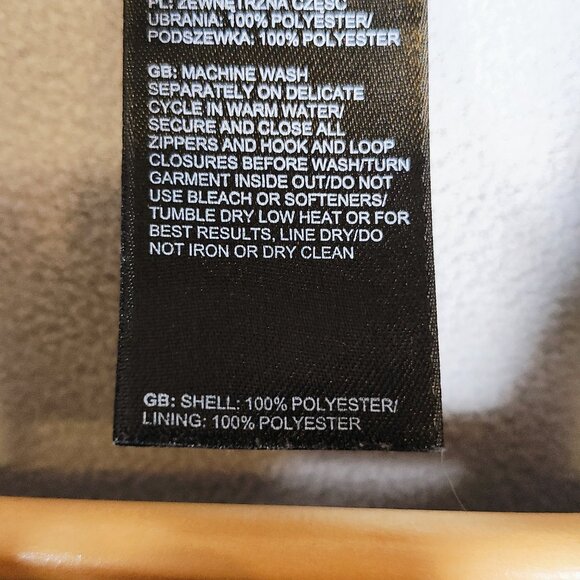 PL: ZEWNĘTRZNA CZĘŚĆ
UBRANIA: 100% POLYESTER/
PODSZEWKA: 100% POLYESTER
GB: MACHINE WASH
SEPARATELY ON DELICATE
CYCLE IN WARM WATER/
SECURE AND CLOSE ALL
ZIPPERS AND HOOK AND LOOP
CLOSURES BEFORE WASH/TURN
GARMENT INSIDE OUT/DO NOT
USE BLEACH OR SOFTENERS/
TUMBLE DRY LOW HEAT OR FOR
BEST RESULTS, LINE DRY/DO
NOT IRON OR DRY CLEAN
GB: SHELL: 100% POLYESTER/
LINING: 100% POLYESTER